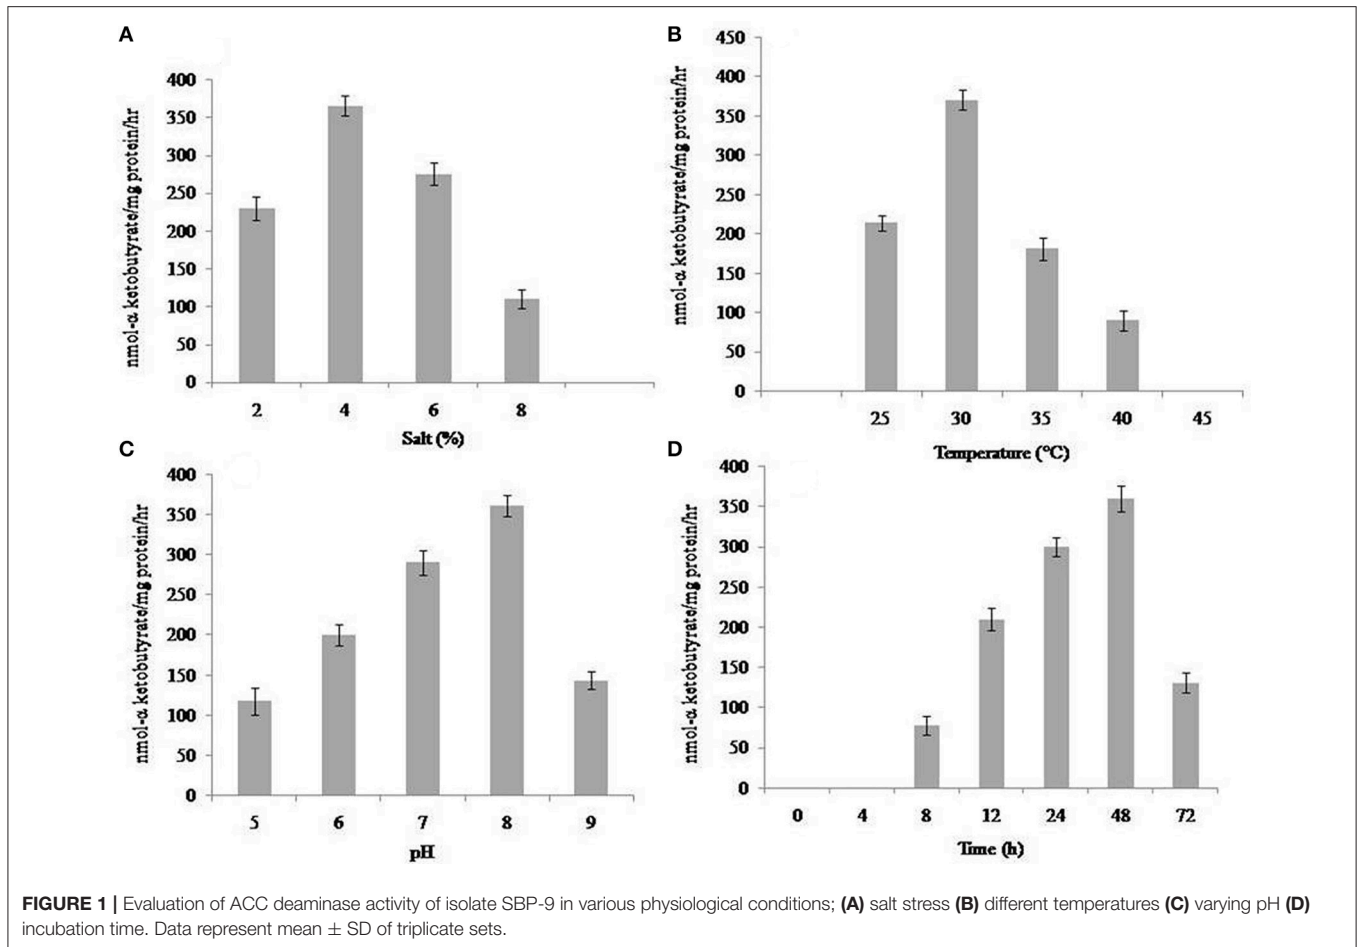 A
nmol-α ketobutyrate/mg protein/hr
400
350
300
250
200
150
100
50
0
2 4 6 8
Salt (%)
B
nmol-α ketobutyrate/mg protein/hr
450
400
350
300
250
200
150
100
50
0
25 30 35 40 45
Temperature (°C)
C
nmol-α ketobutyrate/mg protein/hr
400
350
300
250
200
150
100
50
0
5 6 7 8 9
pH
D
nmol-α ketobutyrate/mg protein/hr
400
350
300
250
200
150
100
50
0
0 4 8 12 24 48 72
Time (h)
FIGURE 1 | Evaluation of ACC deaminase activity of isolate SBP-9 in various physiological conditions; (A) salt stress (B) different temperatures (C) varying pH (D)
incubation time. Data represent mean ± SD of triplicate sets.